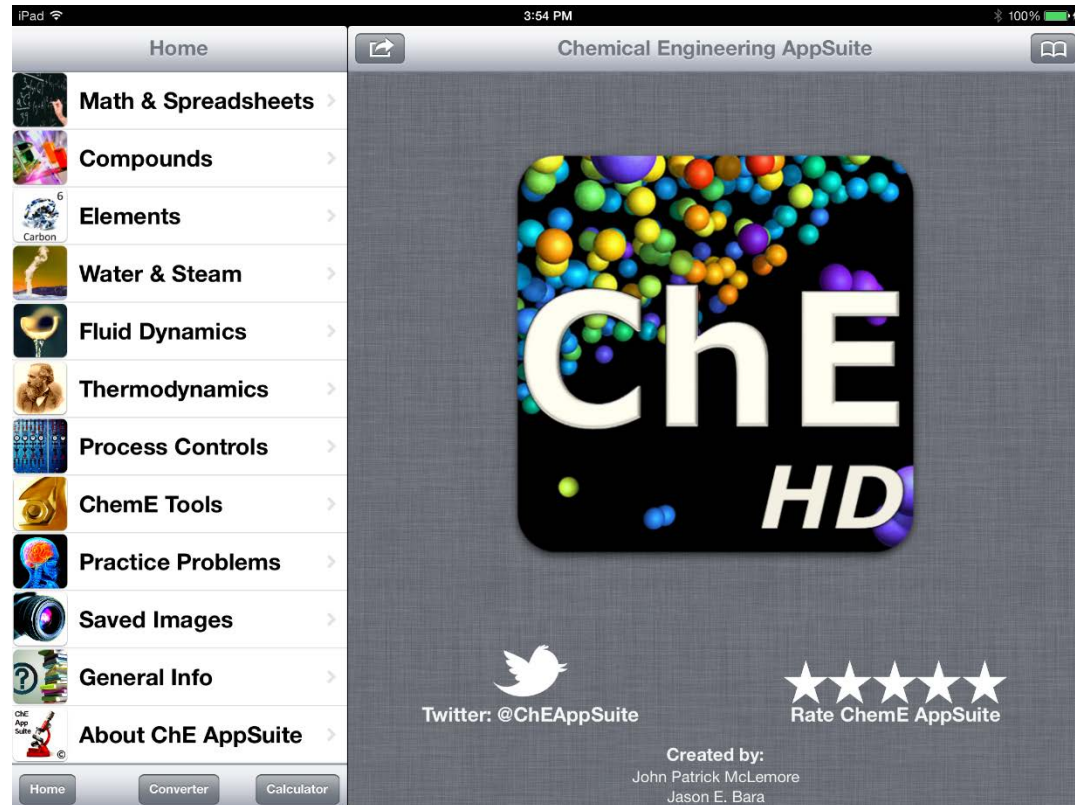 iPad
3:54 PM
100%
Home
Chemical Engineering AppSuite
Math & Spreadsheets
Compounds
6
Carbon
Elements
Water & Steam
Fluid Dynamics
Thermodynamics
Process Controls
ChemE Tools
Practice Problems
Saved Images
?
General Info
ChE
App
Suite
©
About ChE AppSuite
Home
Converter
Calculator
ChE
HD
Twitter: @ChEAppSuite
Rate ChemE AppSuite
Created by:
John Patrick McLemore
Jason E. Bara